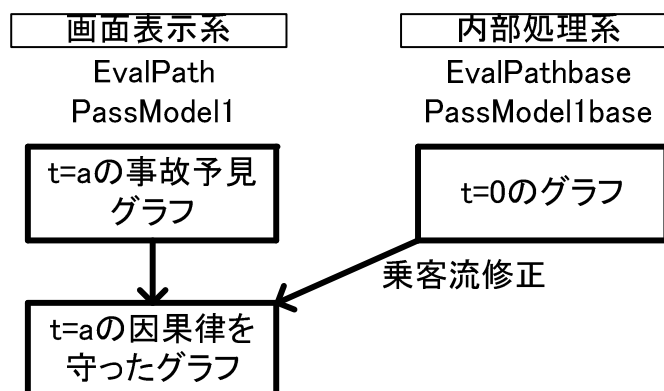 画面表示系
EvalPath
PassModel1
t=aの事故予見
グラフ
t=aの因果律を
守ったグラフ
内部処理系
EvalPathbase
PassModel1base
t=0のグラフ
乗客流修正